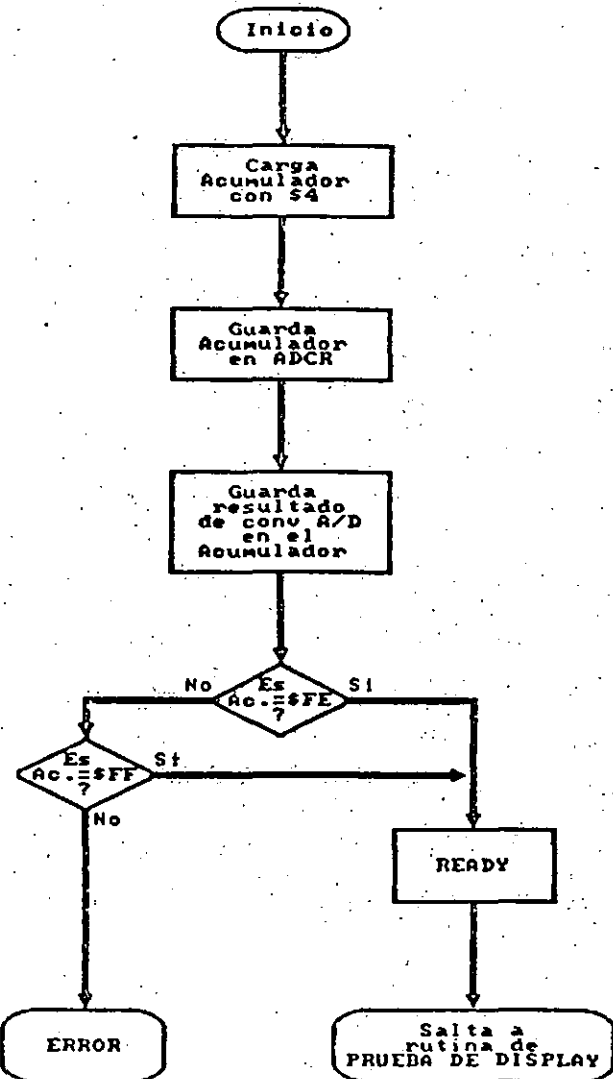 Inicio
Carga
Acumulador
con $4
Guarda
Acumulador
en ADCR
Guarda
resultado
de conv A/D
en el
Acumulador
No
Es
Ac.=$FE
?
Si
Es
Ac.=$FF
?
Si
No
READY
ERROR
Salta a
rutina de
PRUEBA DE DISPLAY